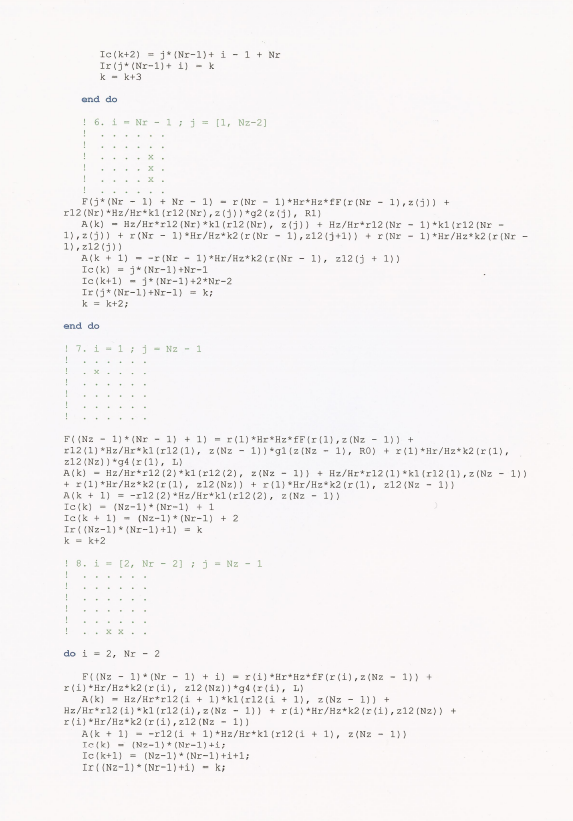 Ic(k+2) = j*(Nr-1)+ i - 1 + Nr
Ir(j*(Nr-1)+ i) = k
k = k+3
end do
! 6. i = Nr - 1 ; j = [1, Nz-2]
! . . . . . .
! . . . . . .
! . . . . x .
! . . . . x .
! . . . . x .
! . . . . . .
F(j*(Nr - 1) + Nr - 1) = r(Nr - 1)*Hr*Hz*fF(r(Nr - 1),z(j)) +
r12(Nr)*Hz/Hr*k1(r12(Nr),z(j))*g2(z(j), R1)
A(k) = Hz/Hr*r12(Nr)*k1(r12(Nr), z(j)) + Hz/Hr*r12(Nr - 1)*k1(r12(Nr -
1),z(j)) + r(Nr - 1)*Hr/Hz*k2(r(Nr - 1),z12(j+1)) + r(Nr - 1)*Hr/Hz*k2(r(Nr -
1),z12(j))
A(k + 1) = -r(Nr - 1)*Hr/Hz*k2(r(Nr - 1), z12(j + 1))
Ic(k) = j*(Nr-1)+Nr-1
Ic(k+1) = j*(Nr-1)+2*Nr-2
Ir(j*(Nr-1)+Nr-1) = k;
k = k+2;
end do
! 7. i = 1 ; j = Nz - 1
! . . . . . .
! . x . . . .
! . . . . . .
! . . . . . .
! . . . . . .
! . . . . . .
F((Nz - 1)*(Nr - 1) + 1) = r(1)*Hr*Hz*fF(r(1),z(Nz - 1)) +
r12(1)*Hz/Hr*k1(r12(1), z(Nz - 1))*g1(z(Nz - 1), R0) + r(1)*Hr/Hz*k2(r(1),
z12(Nz))*g4(r(1), L)
A(k) = Hz/Hr*r12(2)*k1(r12(2), z(Nz - 1)) + Hz/Hr*r12(1)*k1(r12(1),z(Nz - 1))
+ r(1)*Hr/Hz*k2(r(1), z12(Nz)) + r(1)*Hr/Hz*k2(r(1), z12(Nz - 1))
A(k + 1) = -r12(2)*Hz/Hr*k1(r12(2), z(Nz - 1))
Ic(k) = (Nz-1)*(Nr-1) + 1
Ic(k + 1) = (Nz-1)*(Nr-1) + 2
Ir((Nz-1)*(Nr-1)+1) = k
k = k+2
! 8. i = [2, Nr - 2] ; j = Nz - 1
! . . . . . .
! . . . . . .
! . . . . . .
! . . . . . .
! . . . . . .
! . . x x . .
do i = 2, Nr - 2
F((Nz - 1)*(Nr - 1) + i) = r(i)*Hr*Hz*fF(r(i),z(Nz - 1)) +
r(i)*Hr/Hz*k2(r(i), z12(Nz))*g4(r(i), L)
A(k) = Hz/Hr*r12(i + 1)*k1(r12(i + 1), z(Nz - 1)) +
Hz/Hr*r12(i)*k1(r12(i),z(Nz - 1)) + r(i)*Hr/Hz*k2(r(i),z12(Nz)) +
r(i)*Hr/Hz*k2(r(i),z12(Nz - 1))
A(k + 1) = -r12(i + 1)*Hz/Hr*k1(r12(i + 1), z(Nz - 1))
Ic(k) = (Nz-1)*(Nr-1)+i;
Ic(k+1) = (Nz-1)*(Nr-1)+i+1;
Ir((Nz-1)*(Nr-1)+i) = k;